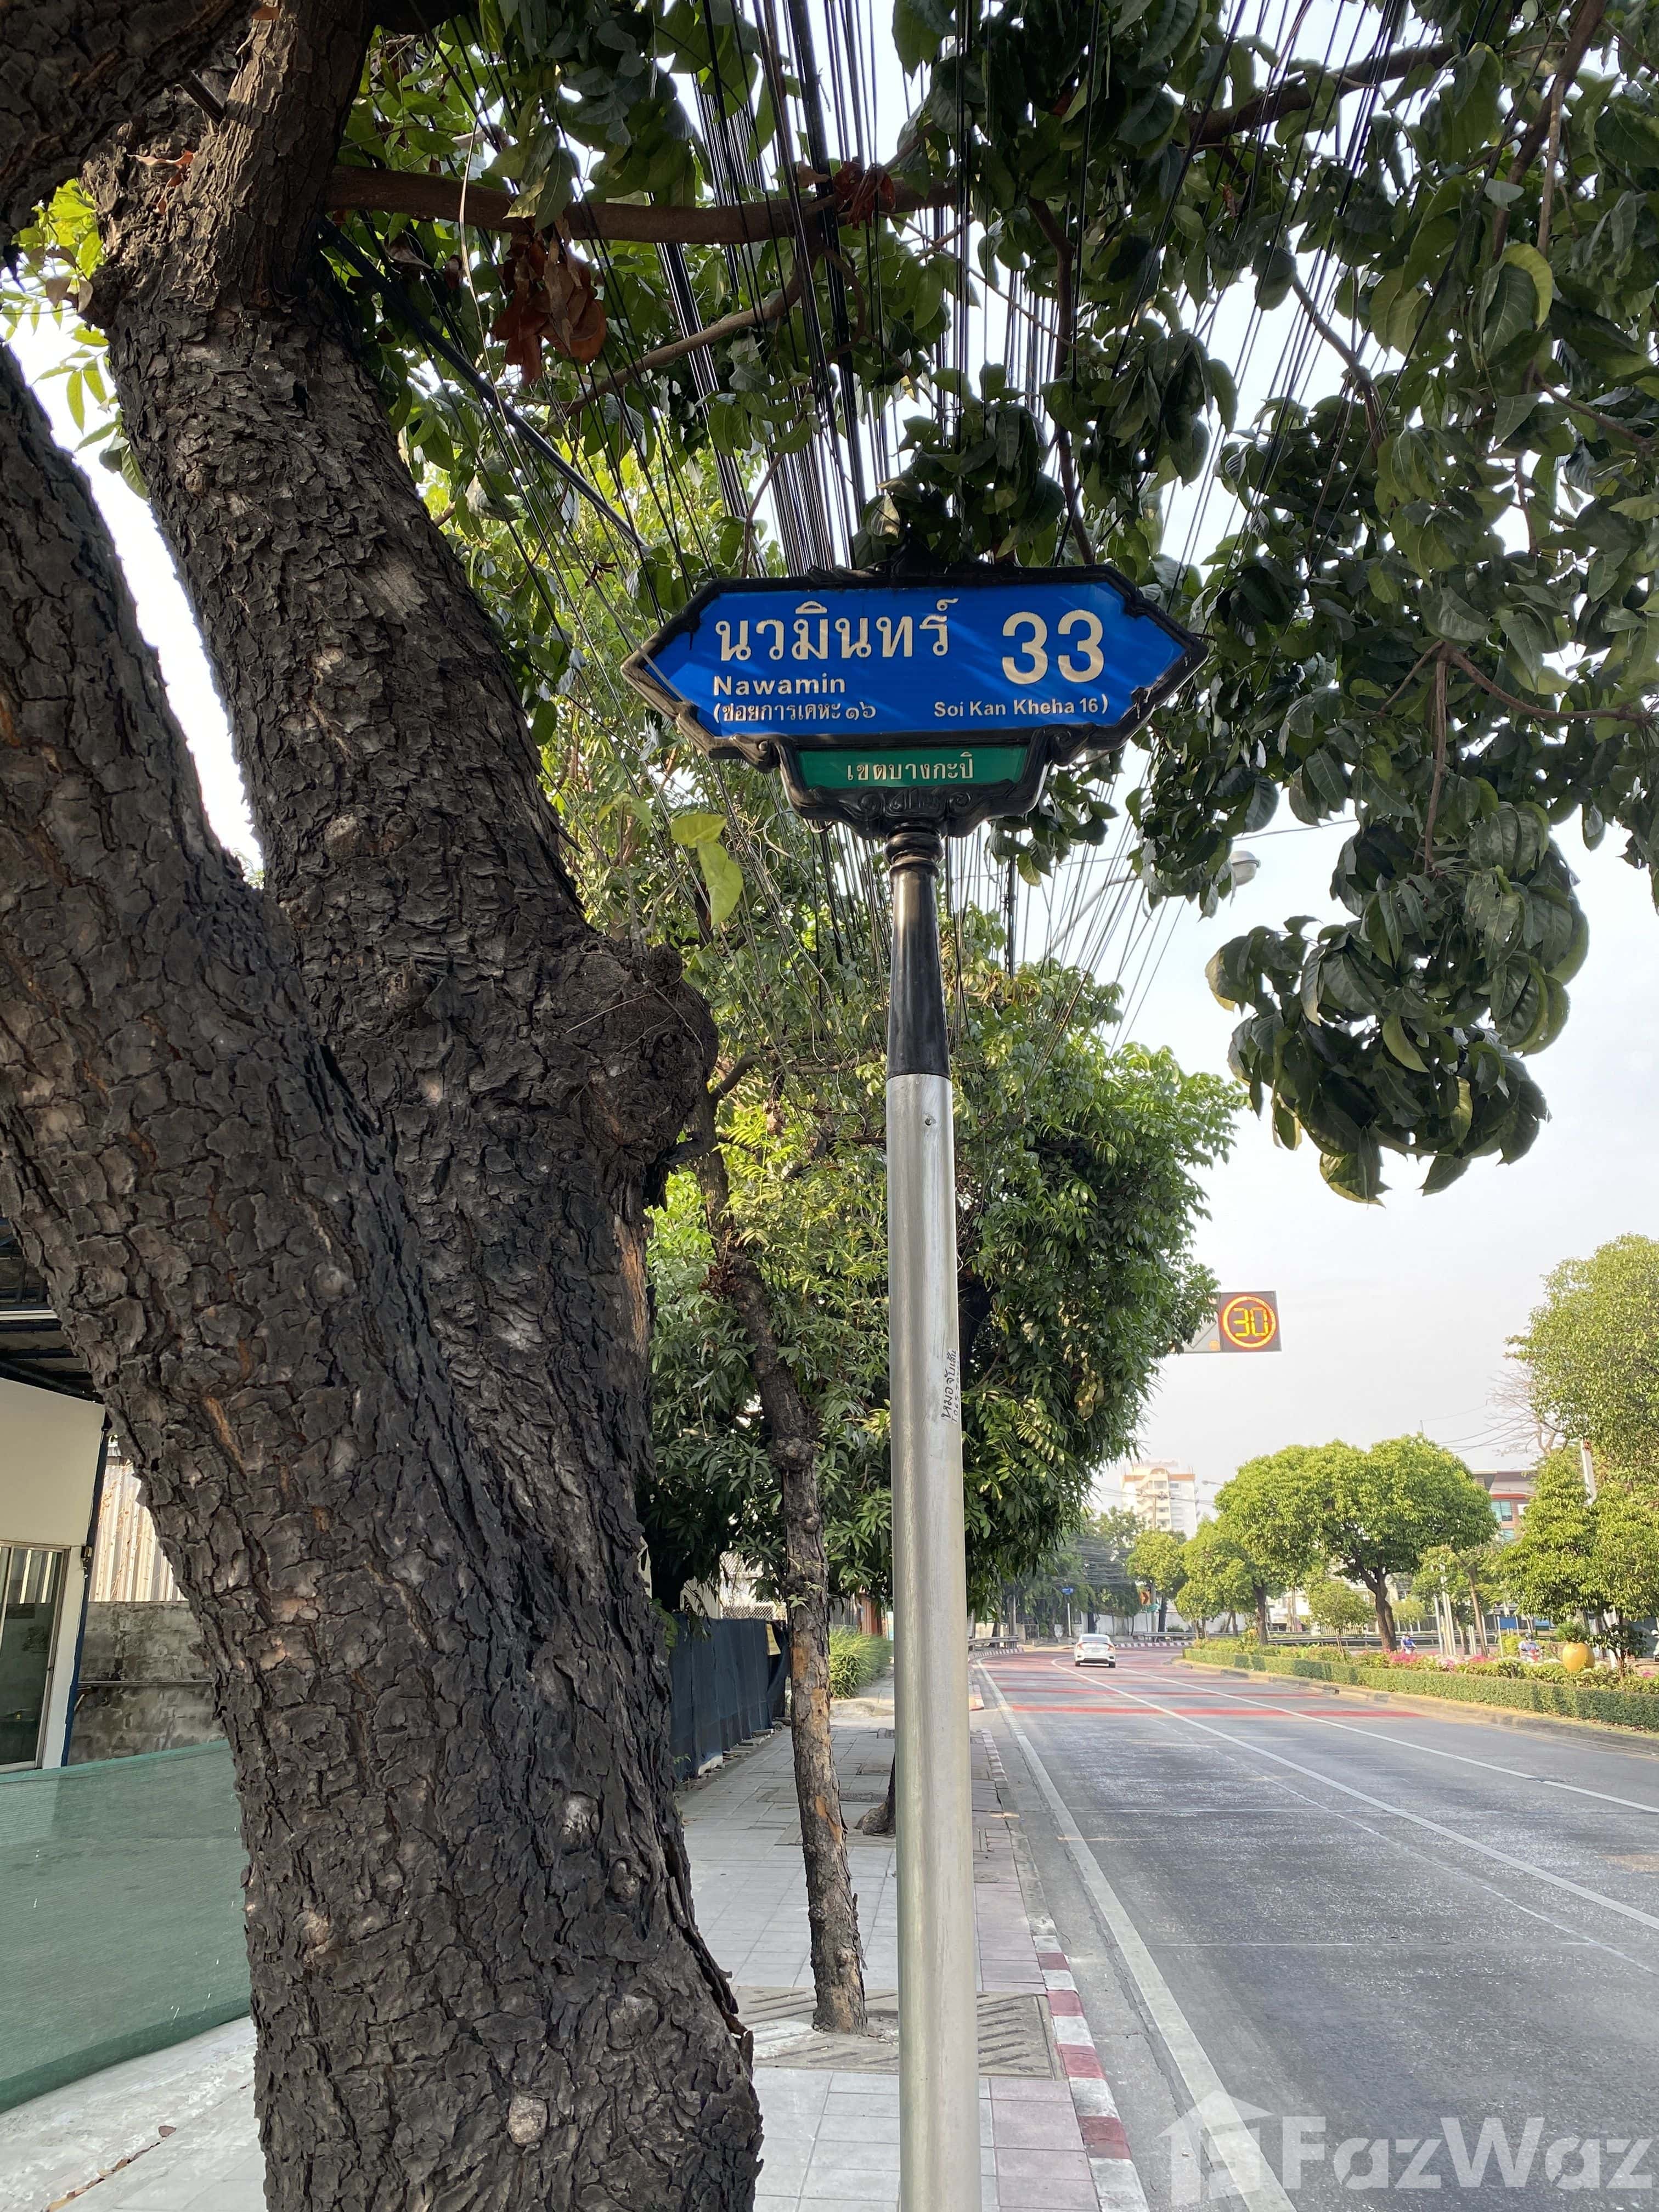 นวมินทร์ 33
Nawamin
(ซอยการเคหะ๑๖ Soi Kan Kheha 16)
เขตบางกะปิ
30
FazWaz